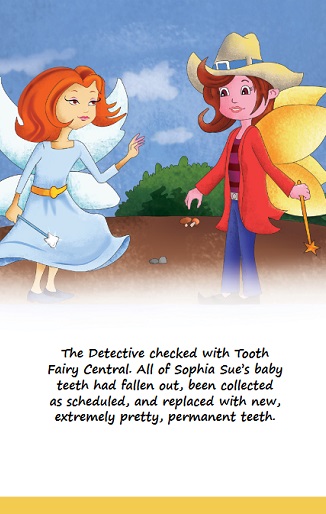 The Detective checked with Tooth
Fairy Central. All of Sophia Sue's baby
teeth had fallen out, been collected
as scheduled, and replaced with new,
extremely pretty, permanent teeth.